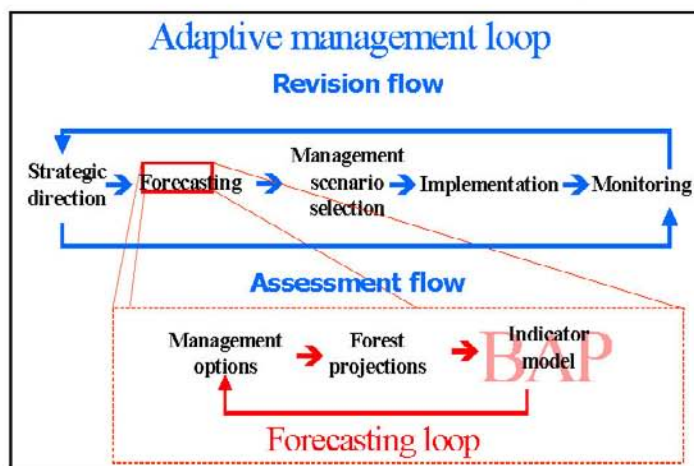 Adaptive management loop
Revision flow
Strategic
direction
Forecasting
Management
scenario
selection
Implementation
Monitoring
Assessment flow
Management
options
Forest
projections
BAP
Indicator
model
Forecasting loop